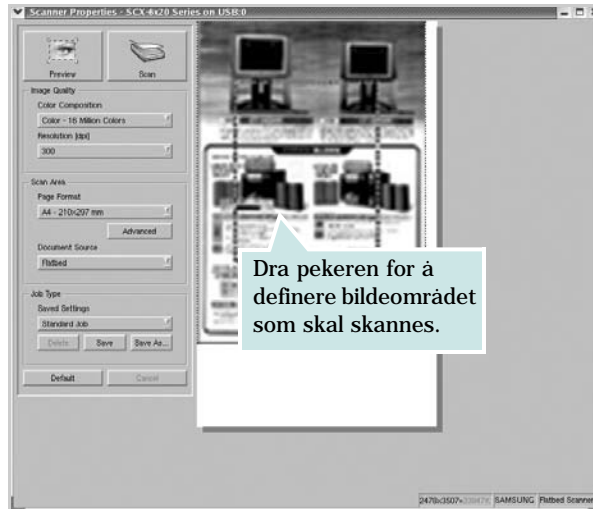 Scanner Properties - SCX-6x20 Series on USB:0
Preview
Scan
Image Quality
Color Composition
Color - 16 Million Colors
Resolution [dpi]
300
Scan Area
Page Format
A4 - 210x297 mm
Advanced
Document Source
Flatbed
Job Type
Saved Settings
Standard Job
Delete
Save
Save As...
Default
Cancel
Dra pekeren for å
definere bildeområdet
som skal skannes.
2478x3507
SAMSUNG
Flatbed Scanner